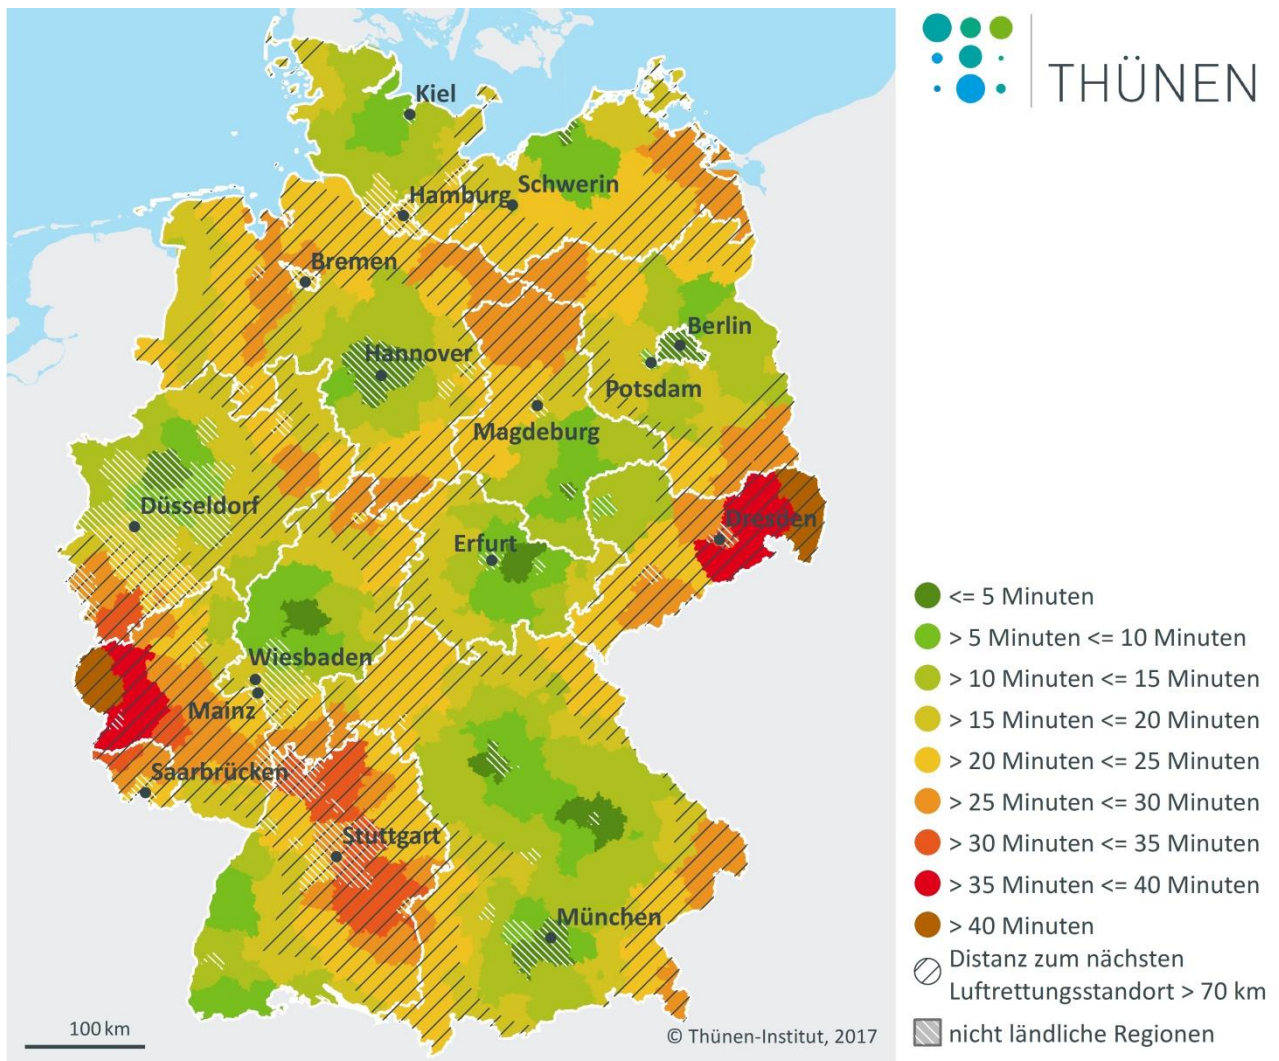 THÜNEN
Kiel
Hamburg
Schwerin
Bremen
Berlin
Hannover
Potsdam
Magdeburg
Düsseldorf
Dresden
Erfurt
Wiesbaden
Mainz
Saarbrücken
Stuttgart
München
<= 5 Minuten
> 5 Minuten <= 10 Minuten
> 10 Minuten <= 15 Minuten
> 15 Minuten <= 20 Minuten
> 20 Minuten <= 25 Minuten
> 25 Minuten <= 30 Minuten
> 30 Minuten <= 35 Minuten
> 35 Minuten <= 40 Minuten
> 40 Minuten
Distanz zum nächsten
Luftrettungsstandort > 70 km
nicht ländliche Regionen
100 km
© Thünen-Institut, 2017